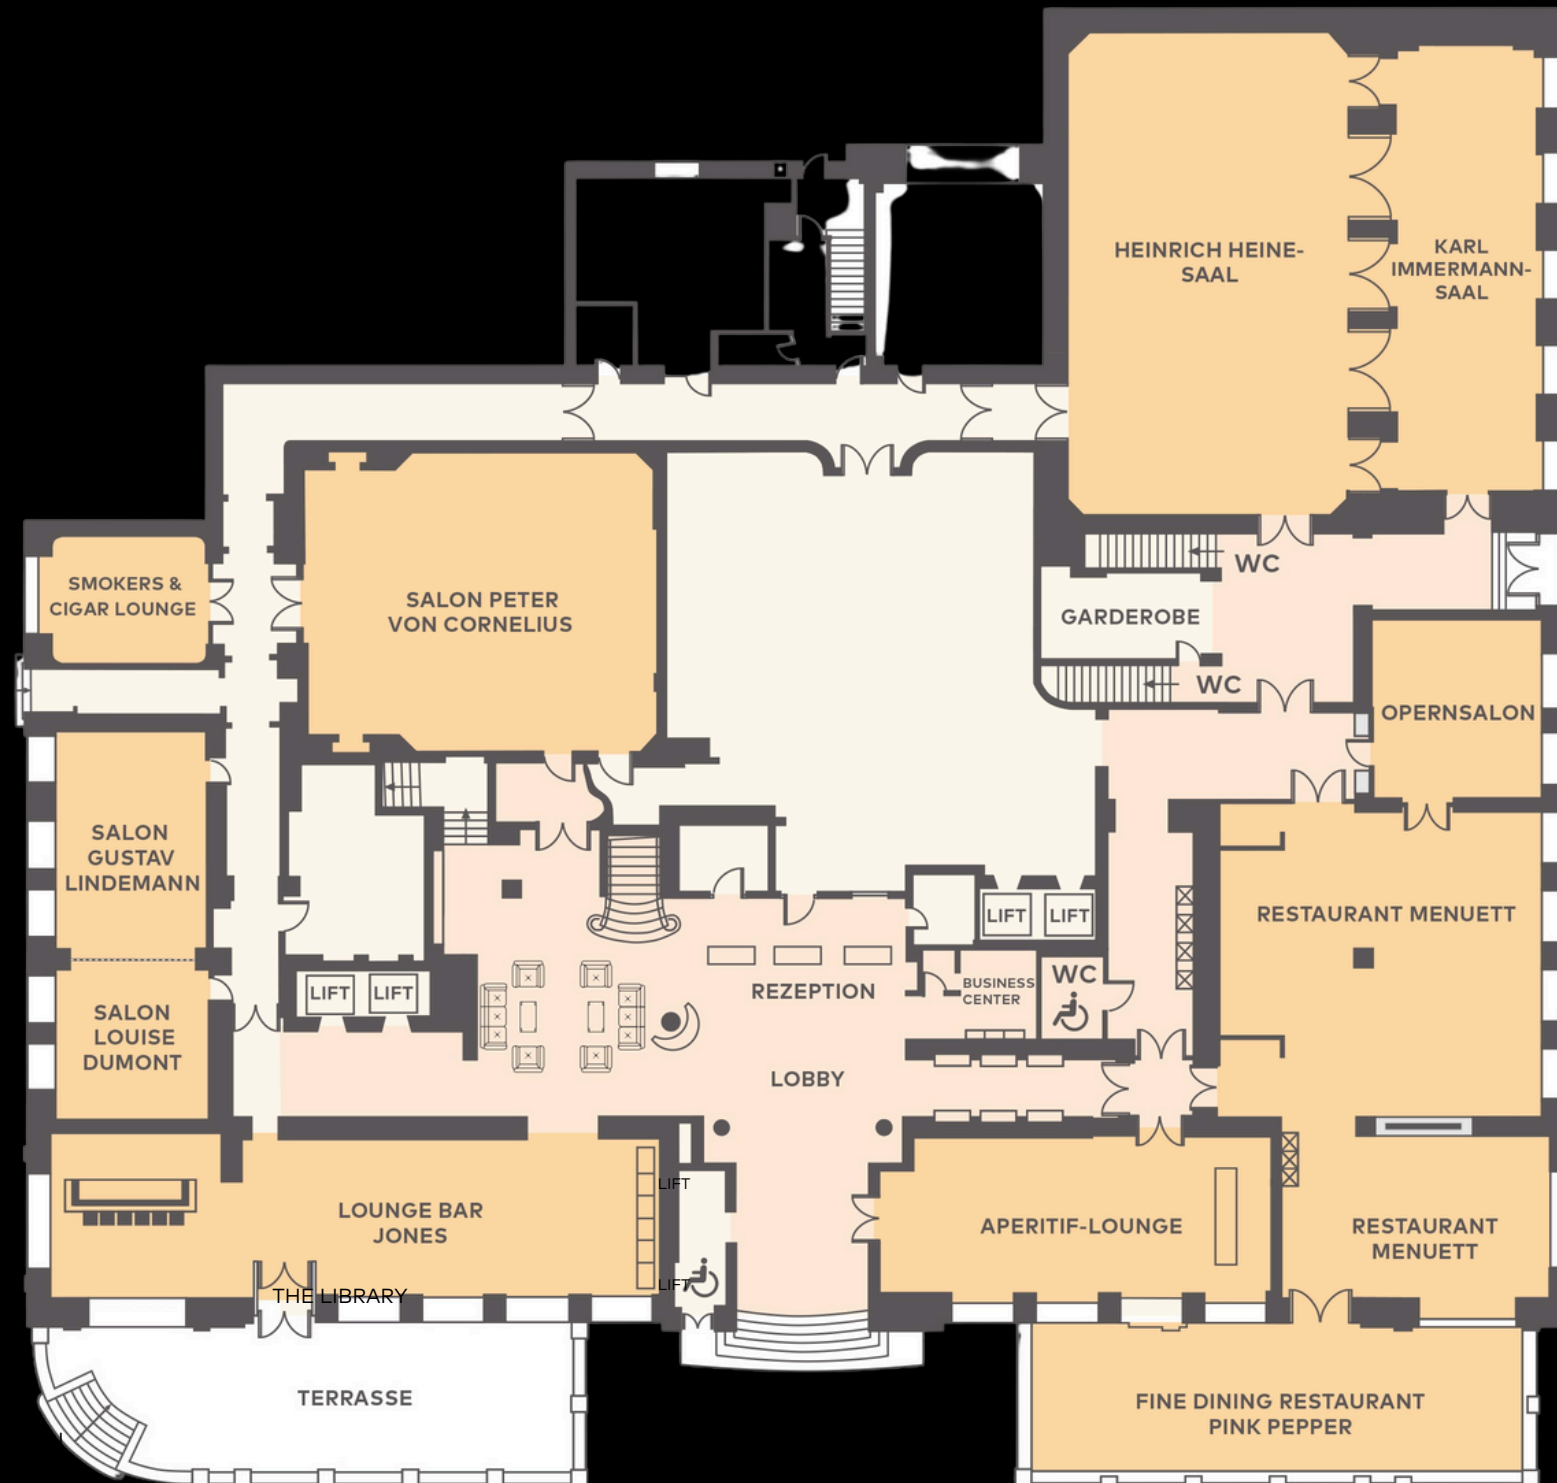 HEINRICH HEINE-
SAAL
KARL
IMMERMANN-
SAAL
WC
SMOKERS &
CIGAR LOUNGE
SALON PETER
VON CORNELIUS
GARDEROBE
WC
OPERNSALON
SALON
GUSTAV
LINDEMANN
RESTAURANT MENUETT
LIFT
LIFT
LIFT
LIFT
REZEPTION
BUSINESS
CENTER
WC
SALON
LOUISE
DUMONT
LOBBY
LOUNGE BAR
JONES
LIFT
LIFT
APERITIF-LOUNGE
RESTAURANT
MENUETT
THE LIBRARY
TERRASSE
FINE DINING RESTAURANT
PINK PEPPER